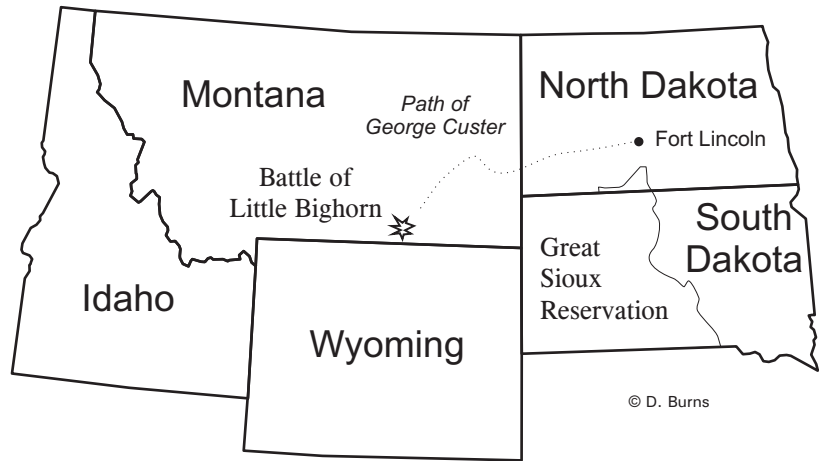 Montana
North Dakota
Path of
George Custer
Fort Lincoln
Battle of
Little Bighorn
South
Dakota
Great
Sioux
Reservation
Idaho
Wyoming
© D. Burns